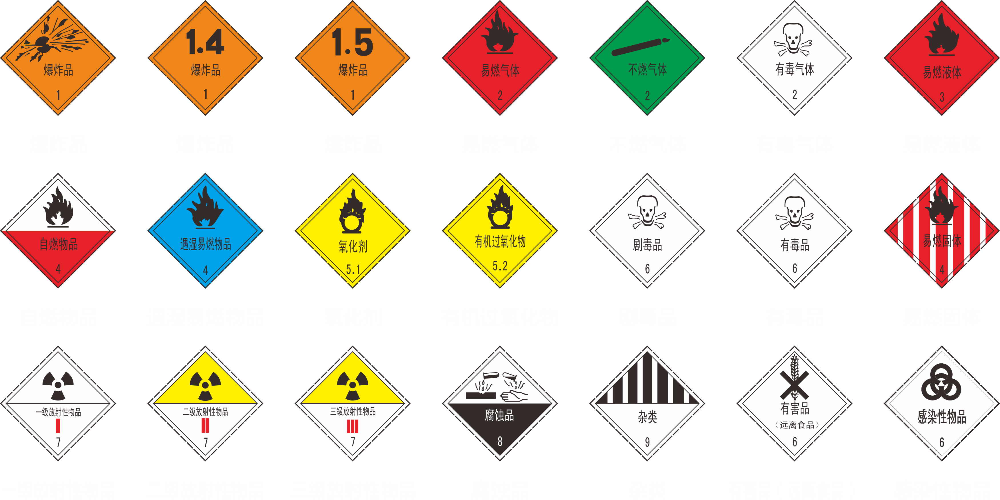 爆炸品
1
1.4
爆炸品
1
1.5
爆炸品
1
易燃气体
2
不燃气体
2
有毒气体
2
易燃液体
3
自燃物品
4
遇湿易燃物品
4
氧化剂
5.1
有机过氧化物
5.2
剧毒品
6
有毒品
6
易燃固体
4
一级放射性物品
I
7
二级放射性物品
II
7
三级放射性物品
III
7
腐蚀品
8
杂类
9
有害品
（远离食品）
6
感染性物品
6